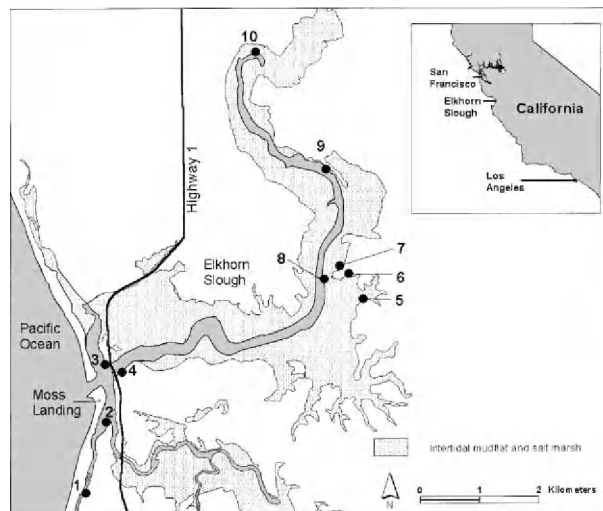 10
San
Francisco
California
Elkhorn
Slough
Los
Angeles
Highway 1
9
7
8
6
5
Elkhorn
Slough
Pacific
Ocean
3
4
Moss
Landing
2
1
Intertidal mudflat and salt marsh
N
0 1 2 Kilometers